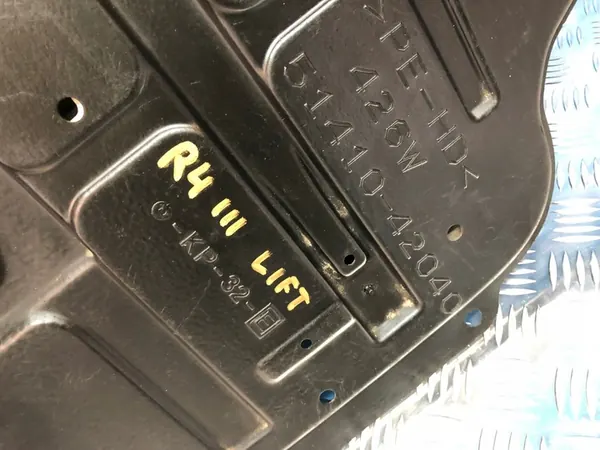 >PE-HD<
426W
51410-42040
R4 III LIFT
-KP-32-E